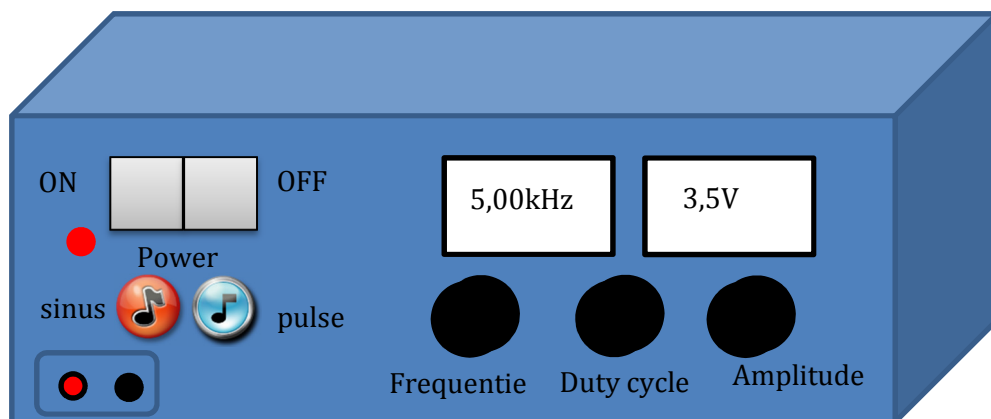 ON
OFF
Power
sinus
pulse
5,00kHz
3,5V
Frequentie
Duty cycle
Amplitude